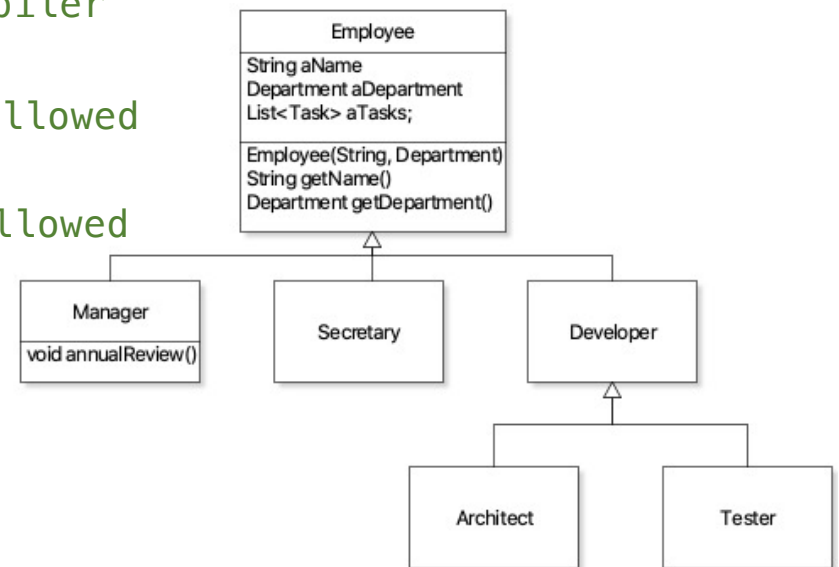 Employee
String aName
Department aDepartment
List<Task> aTasks;
Employee(String, Department)
String getName()
Department getDepartment()
llowed
llowed
Manager
void annualReview()
Secretary
Developer
Architect
Tester